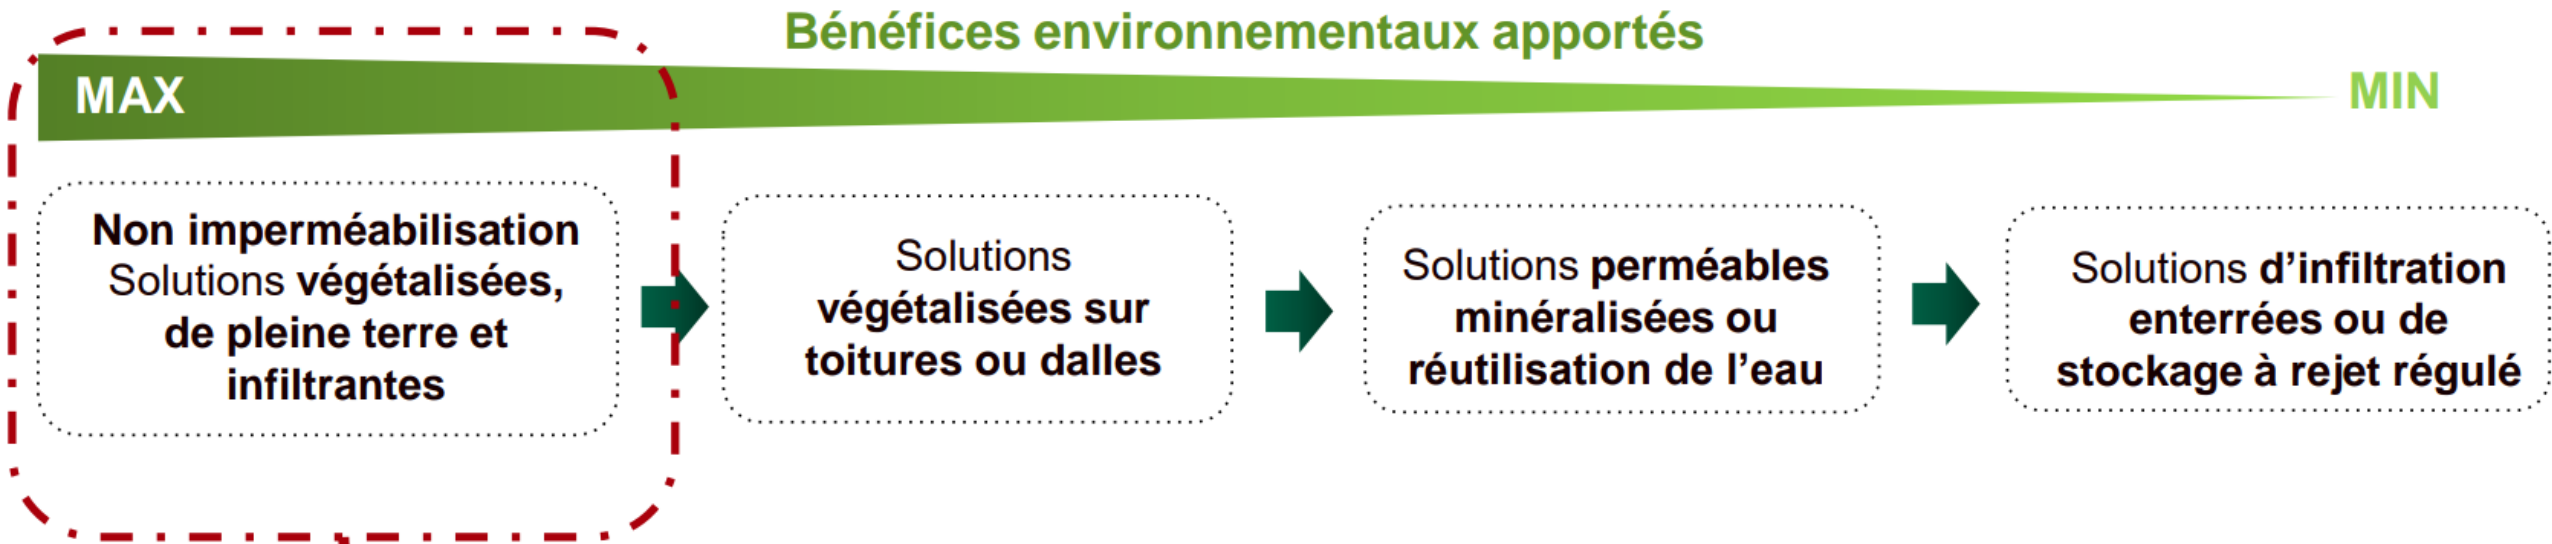 Bénéfices environnementaux apportés
MAX
MIN
Non imperméabilisation
Solutions végétalisées,
de pleine terre et
infiltrantes
Solutions
végétalisées sur
toitures ou dalles
Solutions perméables
minéralisées ou
réutilisation de l’eau
Solutions d’infiltration
enterrées ou de
stockage à rejet régulé